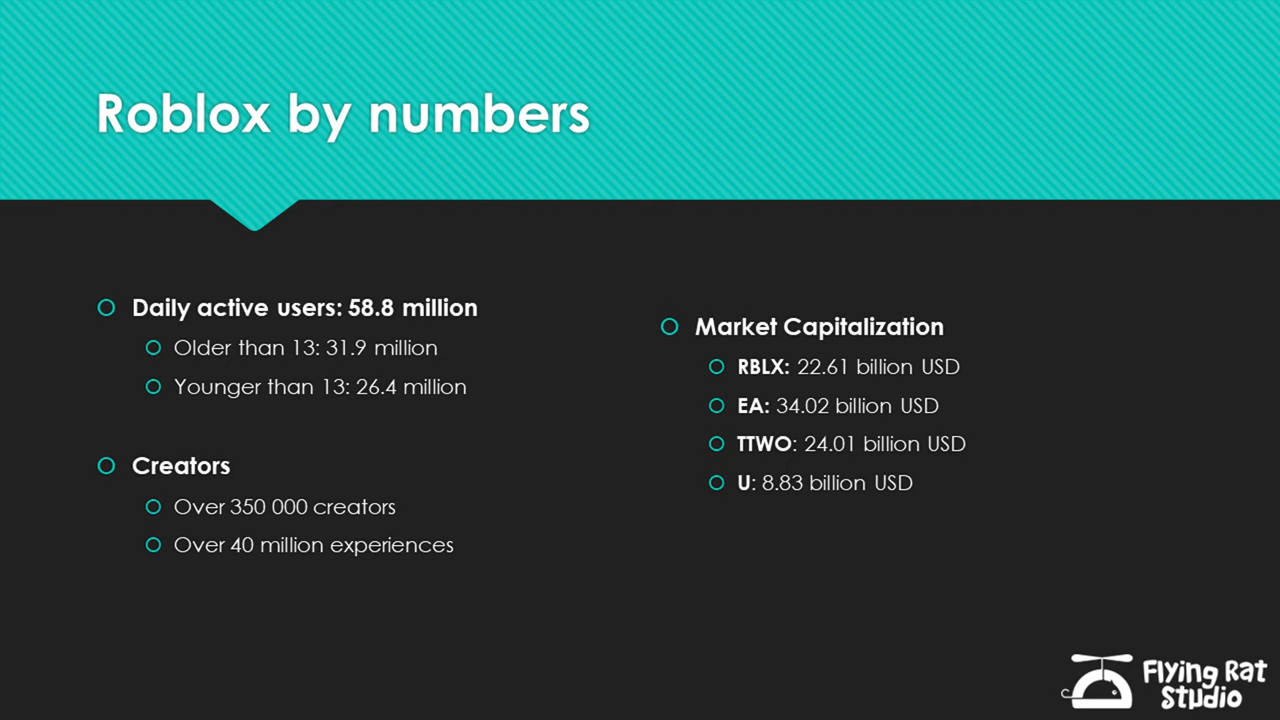 Roblox by numbers
Daily active users: 58.8 million
Older than 13: 31.9 million
Younger than 13: 26.4 million
Creators
Over 350 000 creators
Over 40 million experiences
Market Capitalization
RBLX: 22.61 billion USD
EA: 34.02 billion USD
TTWO: 24.01 billion USD
U: 8.83 billion USD
Flying Rat
Studio